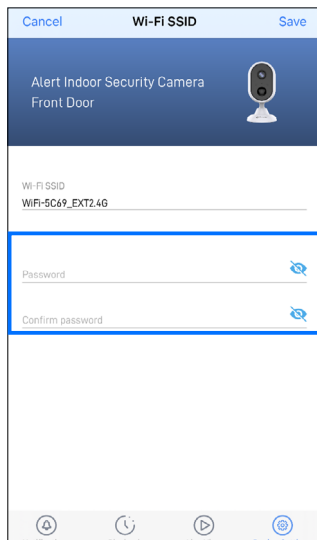 Cancel Wi-Fi SSID Save
Alert Indoor Security Camera
Front Door
WI-FI SSID
WiFi-5C69_EXT2.4G
Password
Confirm password